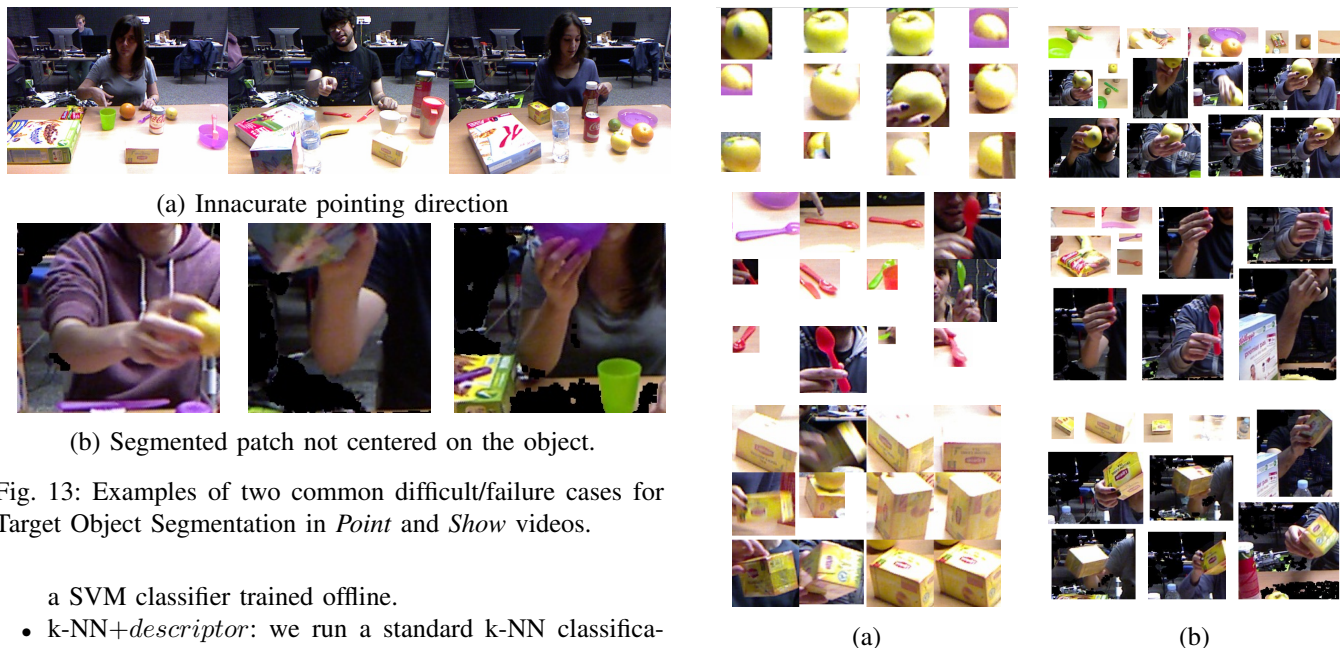 (a) Innacurate pointing direction
(b) Segmented patch not centered on the object.
Fig. 13: Examples of two common difficult/failure cases for
Target Object Segmentation in Point and Show videos.
a SVM classifier trained offline.
• k-NN+descriptor: we run a standard k-NN classifica-
(a)
(b)